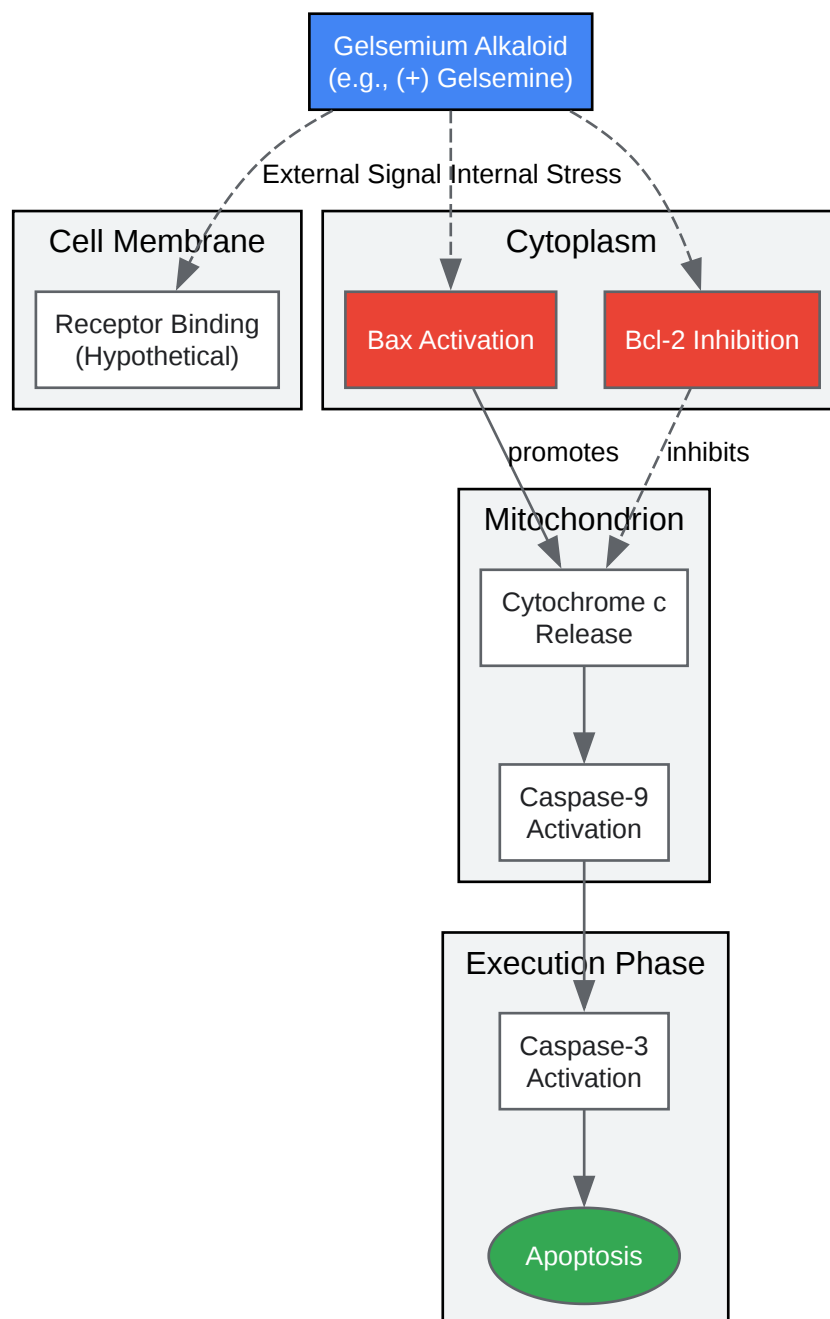 Gelsemium Alkaloid
(e.g., (+) Gelsemine)
External Signal
Internal Stress
Cell Membrane
Receptor Binding
(Hypothetical)
Cytoplasm
Bax Activation
Bcl-2 Inhibition
promotes
inhibits
Mitochondrion
Cytochrome c
Release
Caspase-9
Activation
Execution Phase
Caspase-3
Activation
Apoptosis